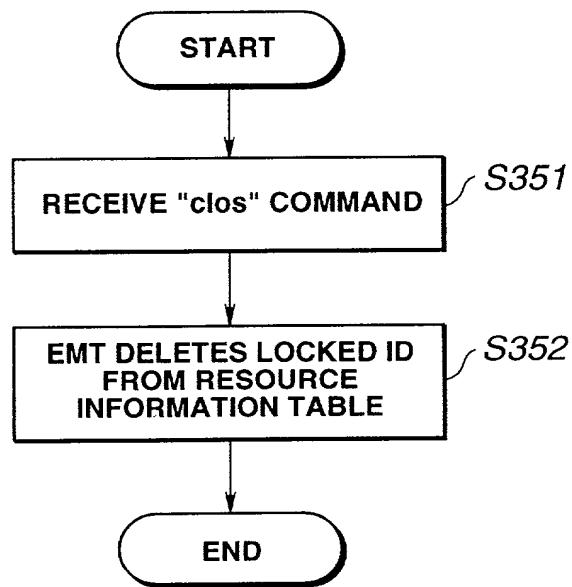 START
RECEIVE "clos" COMMAND
S351
EMT DELETES LOCKED ID
FROM RESOURCE
INFORMATION TABLE
S352
END